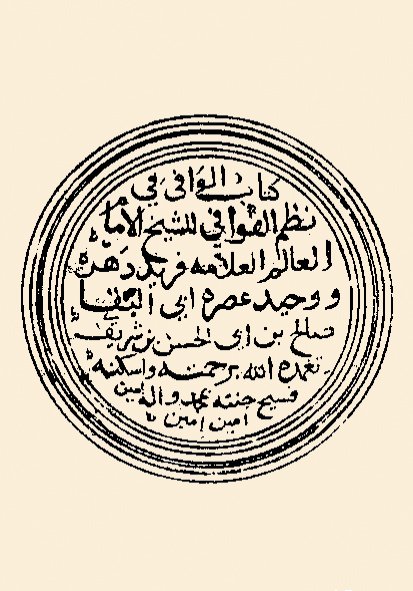 كتاب الوافي في
نظم القوافي للشيخ الامام
العالم العلامه فريد دهره
ووحيد عصره ابي البقا
صالح بن ابي الحسن بن شريف
تغمده الله برحمته واسكنه
فسيح جنته بمحمد واله امين
امين امين